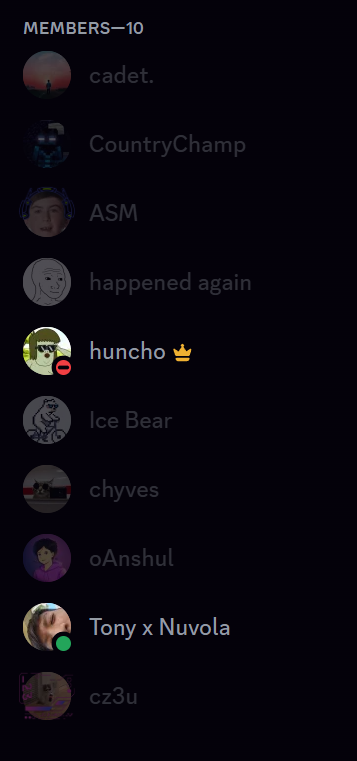 MEMBERS—10
cadet.
CountryChamp
ASM
happened again
huncho
Ice Bear
chyves
oAnshul
Tony x Nuvola
cz3u